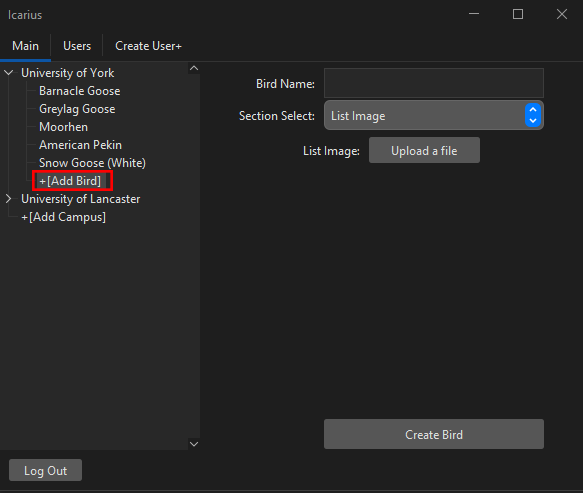 Icarius
Main Users Create User+
University of York
Barnacle Goose
Greylag Goose
Moorhen
American Pekin
Snow Goose (White)
+[Add Bird]
University of Lancaster
+[Add Campus]
Bird Name:
Section Select: List Image
List Image: Upload a file
Create Bird
Log Out